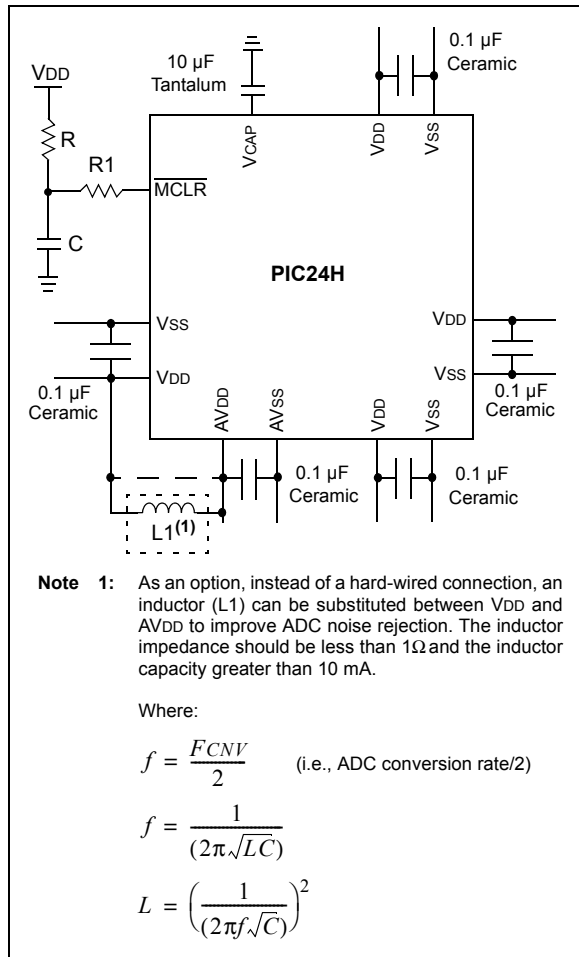 10 µF
Tantalum
0.1 µF
Ceramic
VDD
R
R1
C
VCAP
VDD
VSS
MCLR
PIC24H
VSS
VDD
VDD
VSS
0.1 µF
Ceramic
0.1 µF
Ceramic
AVDD
AVSS
VDD
VSS
0.1 µF
Ceramic
0.1 µF
Ceramic
L1(1)
Note 1: As an option, instead of a hard-wired connection, an
inductor (L1) can be substituted between VDD and
AVDD to improve ADC noise rejection. The inductor
impedance should be less than 1Ω and the inductor
capacity greater than 10 mA.
Where:
f = FCNV / 2 (i.e., ADC conversion rate/2)
f = 1 / (2π√LC)
L = (1 / (2πf√C))²